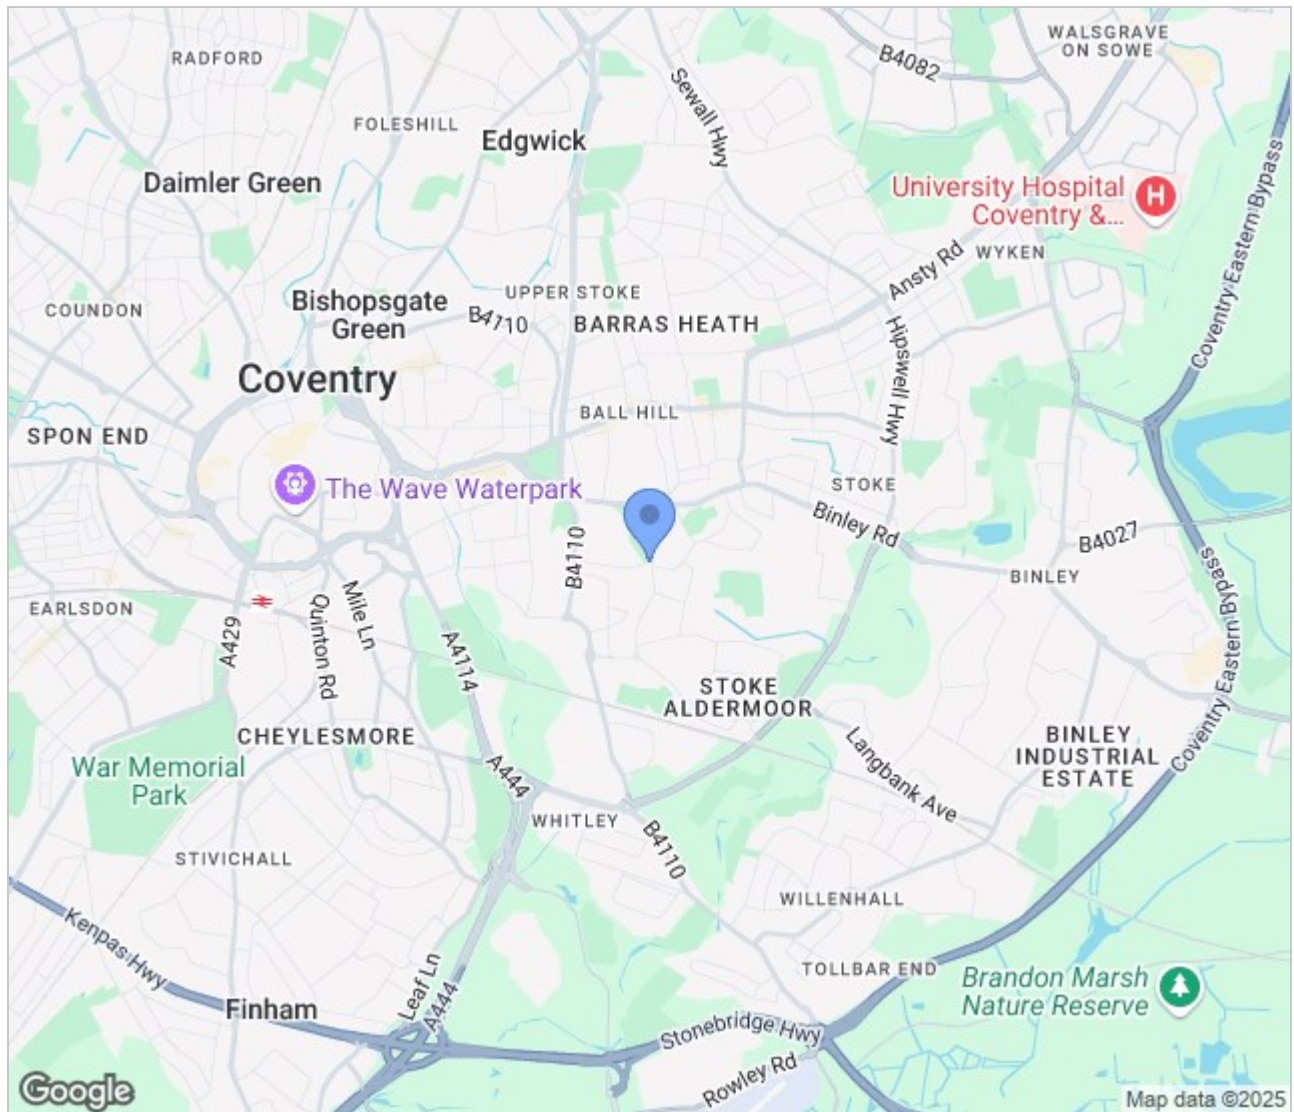 RADFORD
WALSGRAVE
ON SOWE
B4082
Sewall Hwy
FOLESHILL
Edgwick
Daimler Green
University Hospital
Coventry &...
H
Coventry Eastern Bypass
WYKEN
Ansty Rd
COUNDON
Bishopsgate
Green
UPPER STOKE
B4710
BARRAS HEATH
Hipswell Hwy
Coventry
BALL HILL
SPON END
The Wave Waterpark
STOKE
Binley Rd
B4027
B4110
BINLEY
Coventry Eastern Bypass
EARLSDON
A429
Quinton Rd
Mile Ln
A4114
STOKE
ALDERMOOR
CHEYLESMORE
War Memorial
Park
A444
Langbank Ave
BINLEY
INDUSTRIAL
ESTATE
WHITLEY
B4110
STIVICHALL
WILLENHALL
Kenpas Hwy
Leaf Ln
A444
TOLLBAR END
Brandon Marsh
Nature Reserve
Finham
Stonebridge Hwy
Rowley Rd
Google
Map data ©2025